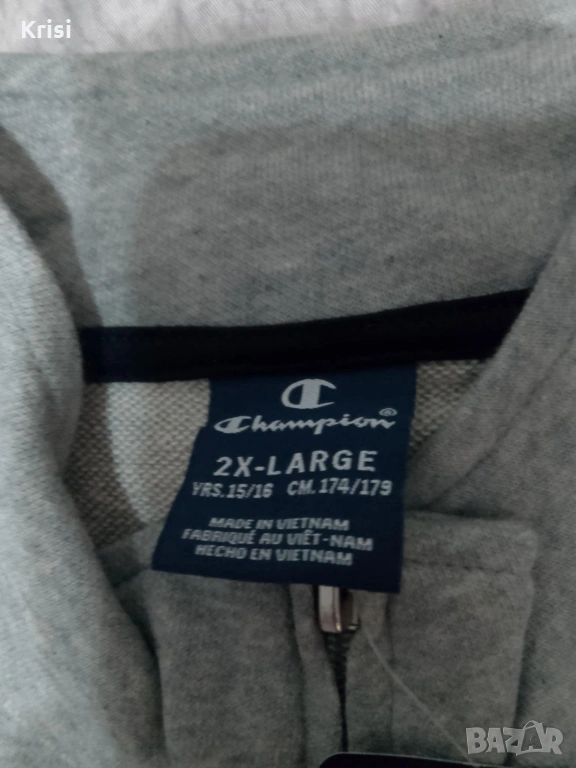 Krisi
Champion®
2X-LARGE
YRS. 15/16 CM. 174/179
MADE IN VIETNAM
FABRIQUÉ AU VIÊT-NAM
HECHO EN VIETNAM
BAZAR